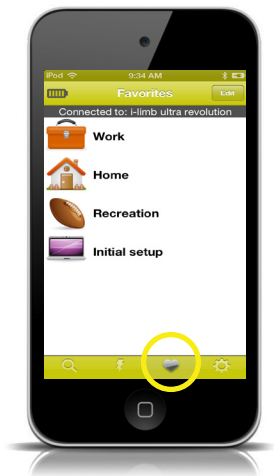 iPod 9:34 AM
Favorites Edit
Connected to: i-limb ultra revolution
Work
Home
Recreation
Initial setup